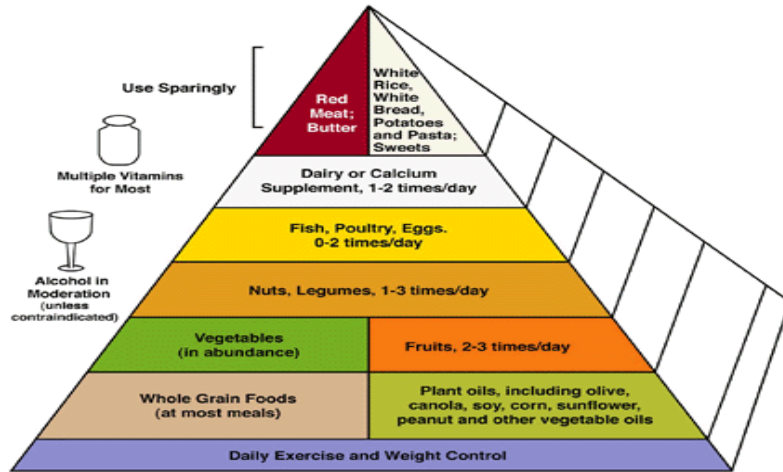 Use Sparingly
Red
Meat;
Butter
White
Rice,
White
Bread,
Potatoes
and Pasta;
Sweets
Multiple Vitamins
for Most
Dairy or Calcium
Supplement, 1-2 times/day
Alcohol in
Moderation
(unless
contraindicated)
Fish, Poultry, Eggs.
0-2 times/day
Nuts, Legumes, 1-3 times/day
Vegetables
(in abundance)
Fruits, 2-3 times/day
Whole Grain Foods
(at most meals)
Plant oils, including olive,
canola, soy, corn, sunflower,
peanut and other vegetable oils
Daily Exercise and Weight Control